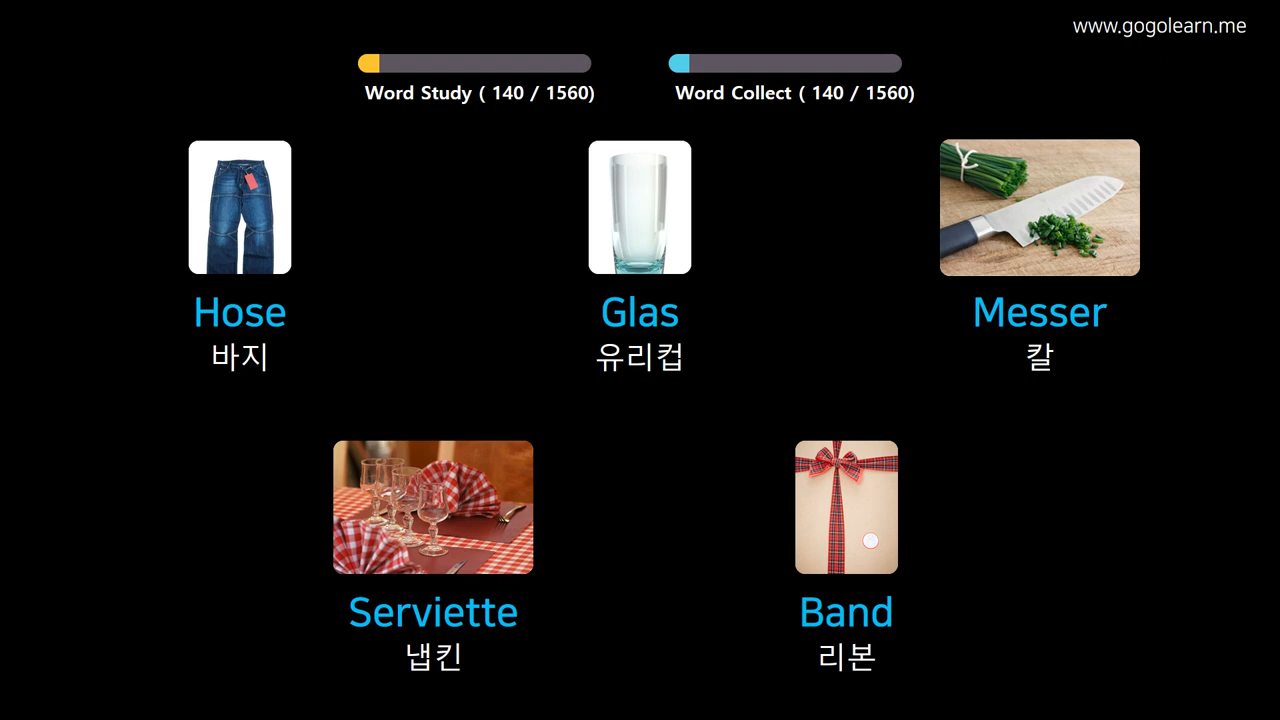 www.gogolearn.me
Word Study ( 140 / 1560)
Word Collect ( 140 / 1560)
Hose
바지
Glas
유리컵
Messer
칼
Serviette
냅킨
Band
리본